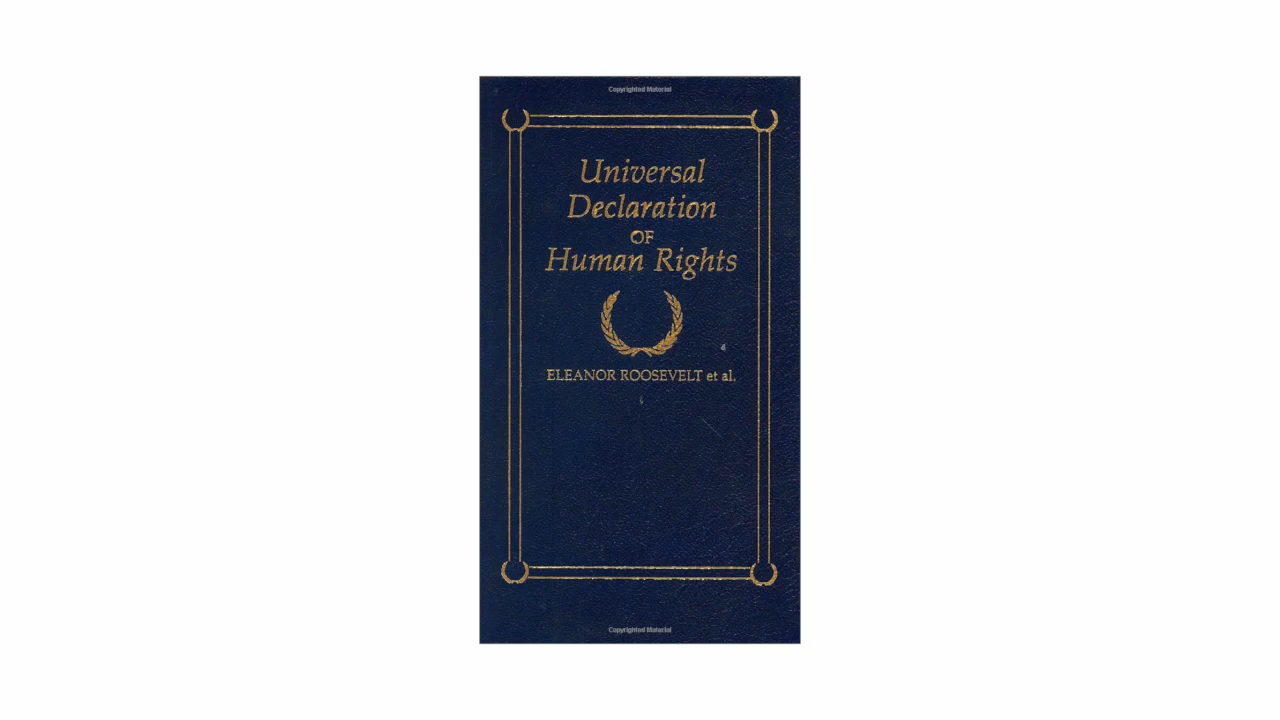 Copyrighted Material
Universal
Declaration
OF
Human Rights
ELEANOR ROOSEVELT et al.
Copyrighted Material